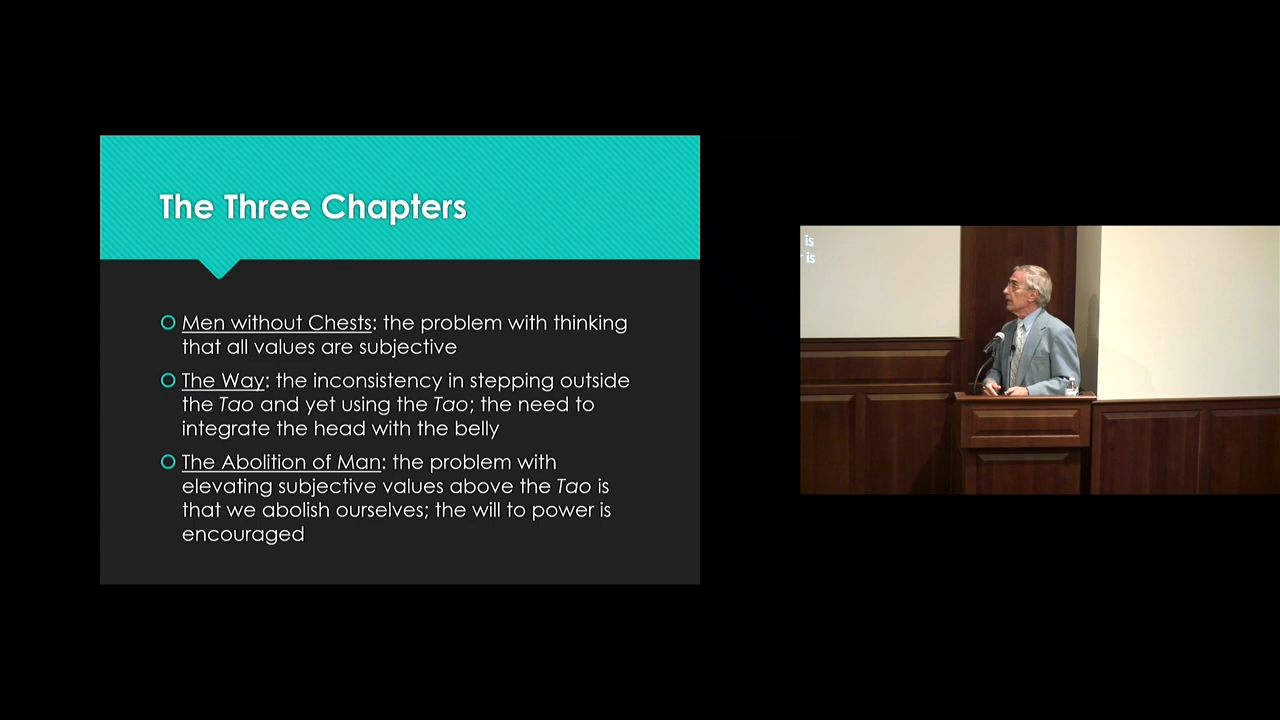 The Three Chapters
Men without Chests: the problem with thinking
that all values are subjective
The Way: the inconsistency in stepping outside
the Tao and yet using the Tao; the need to
integrate the head with the belly
The Abolition of Man: the problem with
elevating subjective values above the Tao is
that we abolish ourselves; the will to power is
encouraged
is
r is